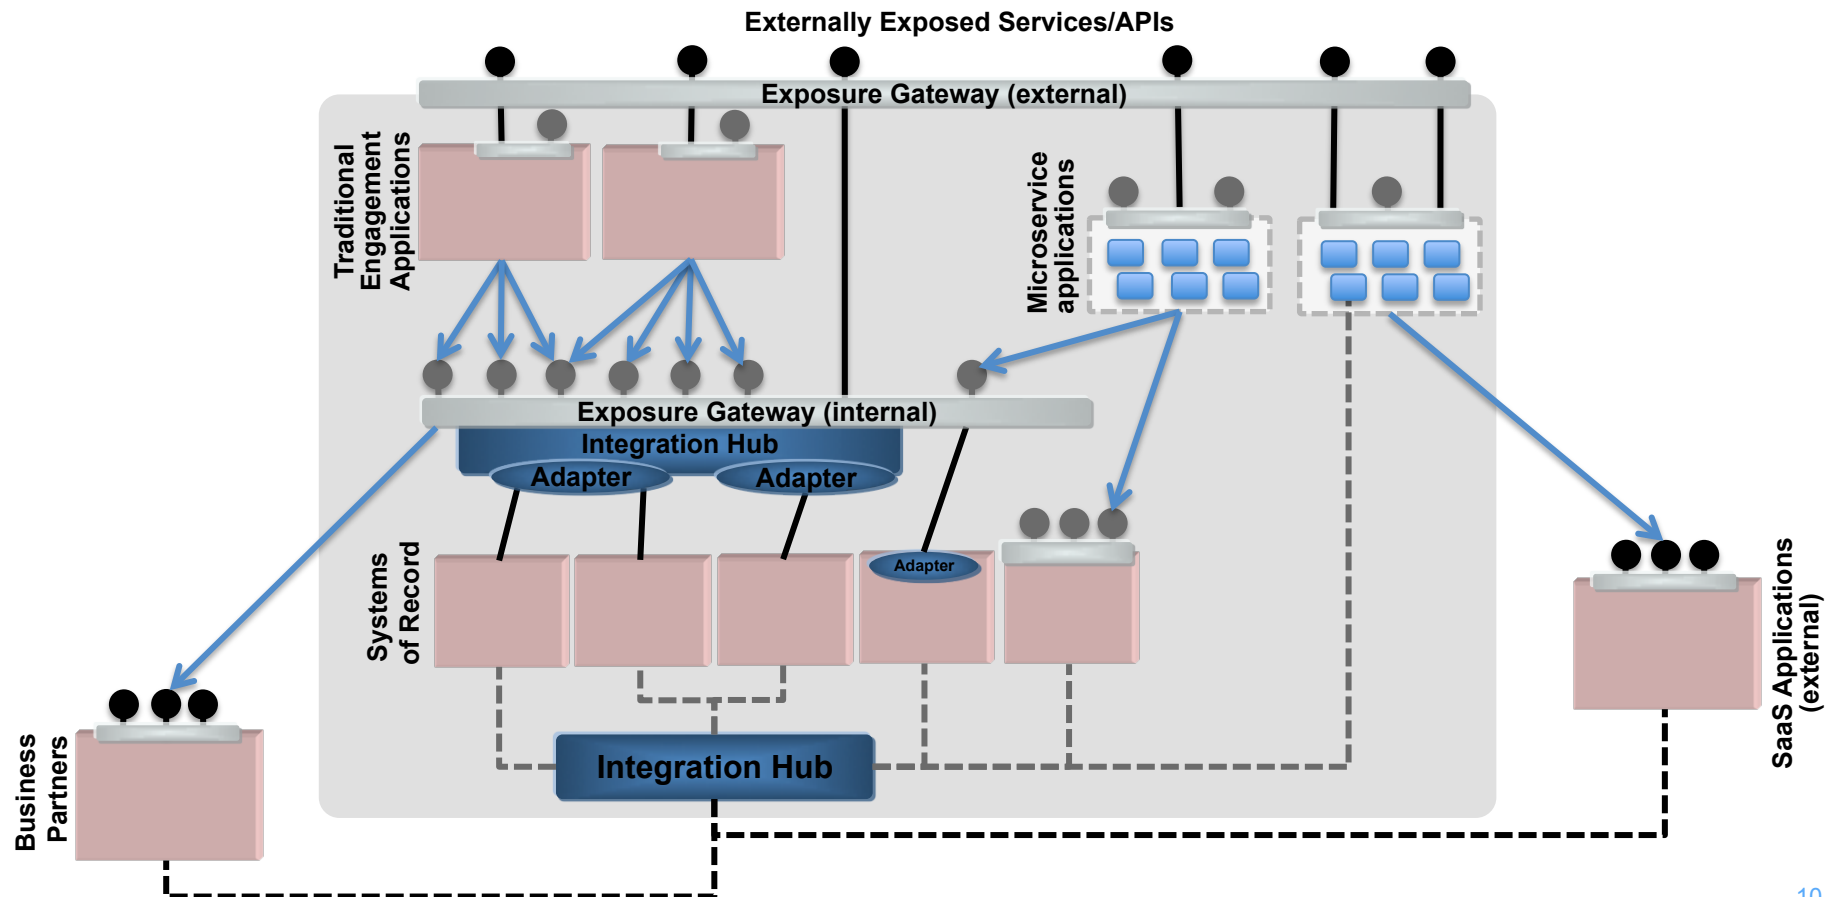 Externally Exposed Services/APIs
Exposure Gateway (external)
Traditional
Engagement
Applications
Microservice
applications
Exposure Gateway (internal)
Integration Hub
Adapter
Adapter
Systems
of Record
Adapter
SaaS Applications
(external)
Business
Partners
Integration Hub
10